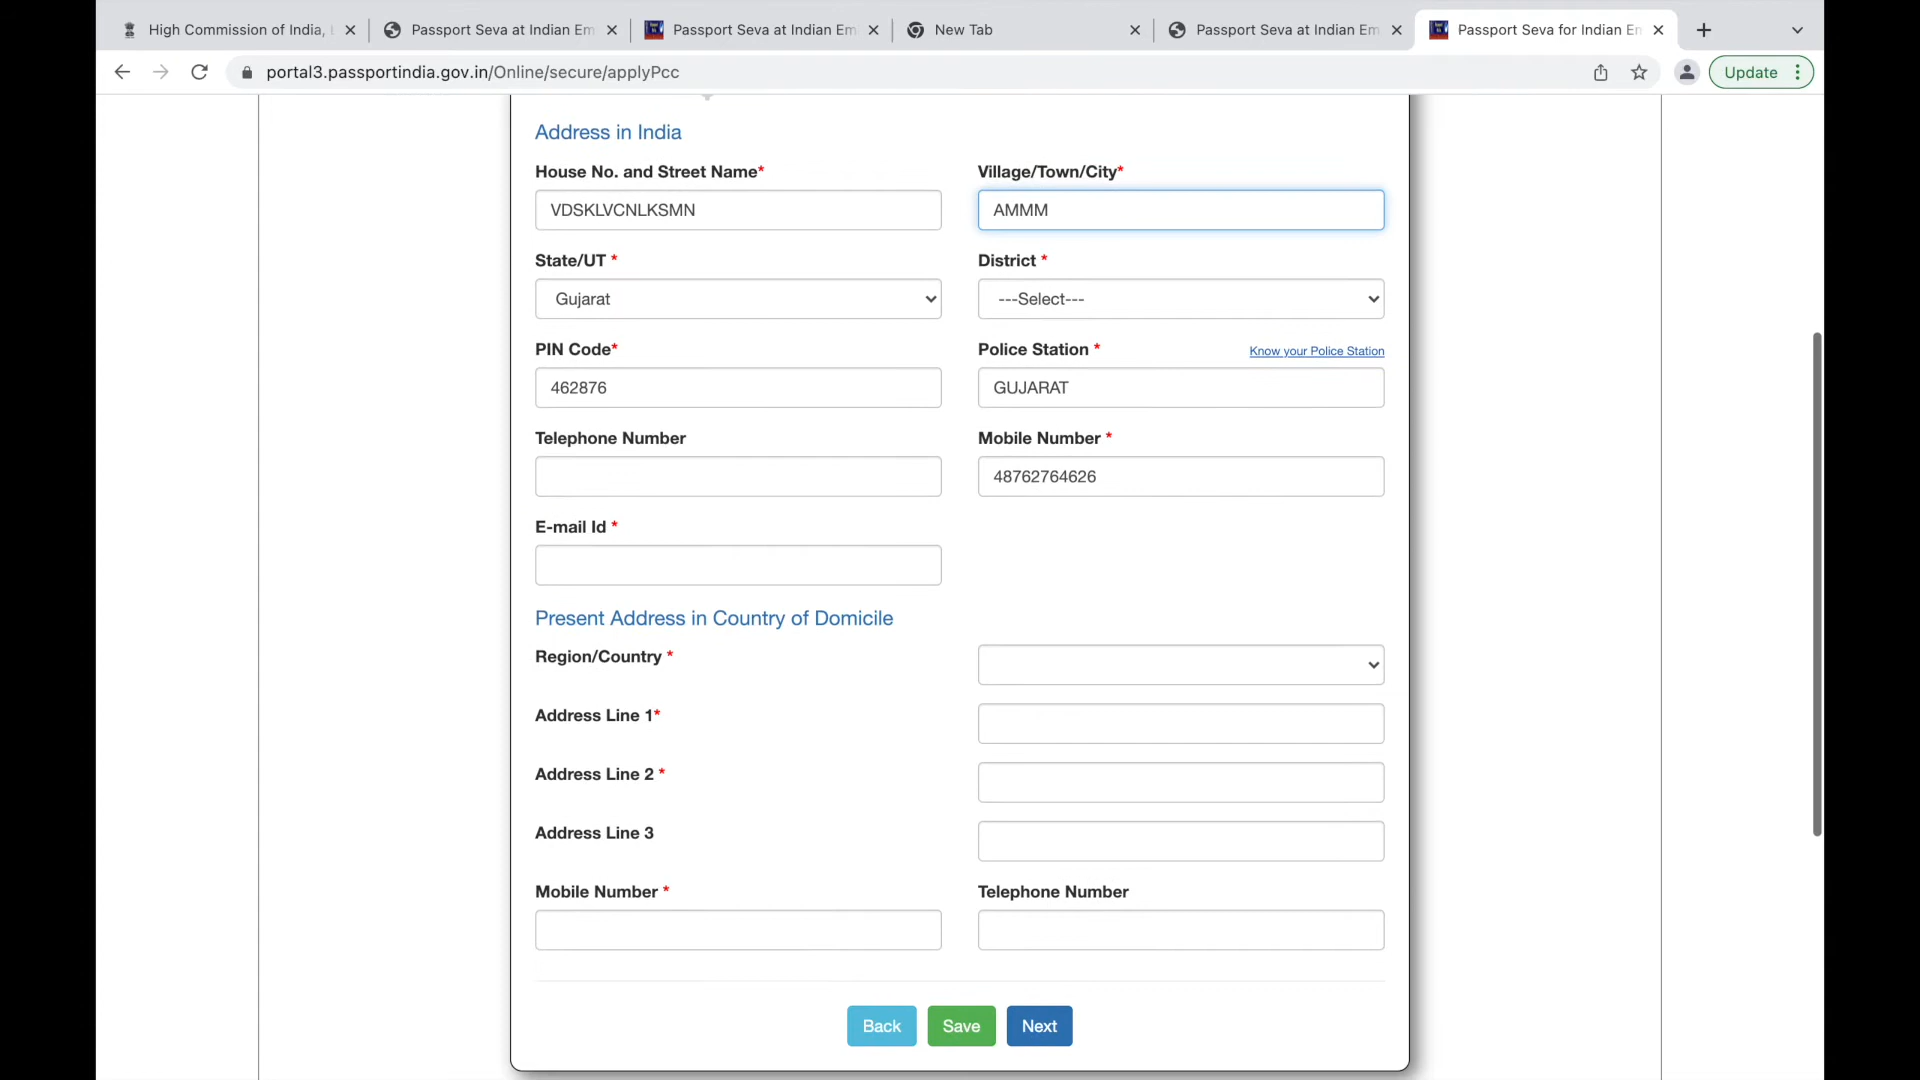 High Commission of India,
Passport Seva at Indian Em
Passport Seva at Indian Em
New Tab
Passport Seva at Indian Em
Passport Seva for Indian En
portal3.passportindia.gov.in/Online/secure/applyPcc
Update
Address in India
House No. and Street Name*
Village/Town/City*
VDSKLVCNLKSMN
AMMM
State/UT *
District *
Gujarat
---Select---
PIN Code*
Police Station *
Know your Police Station
462876
GUJARAT
Telephone Number
Mobile Number *
48762764626
E-mail Id *
Present Address in Country of Domicile
Region/Country *
Address Line 1*
Address Line 2 *
Address Line 3
Mobile Number *
Telephone Number
Back
Save
Next